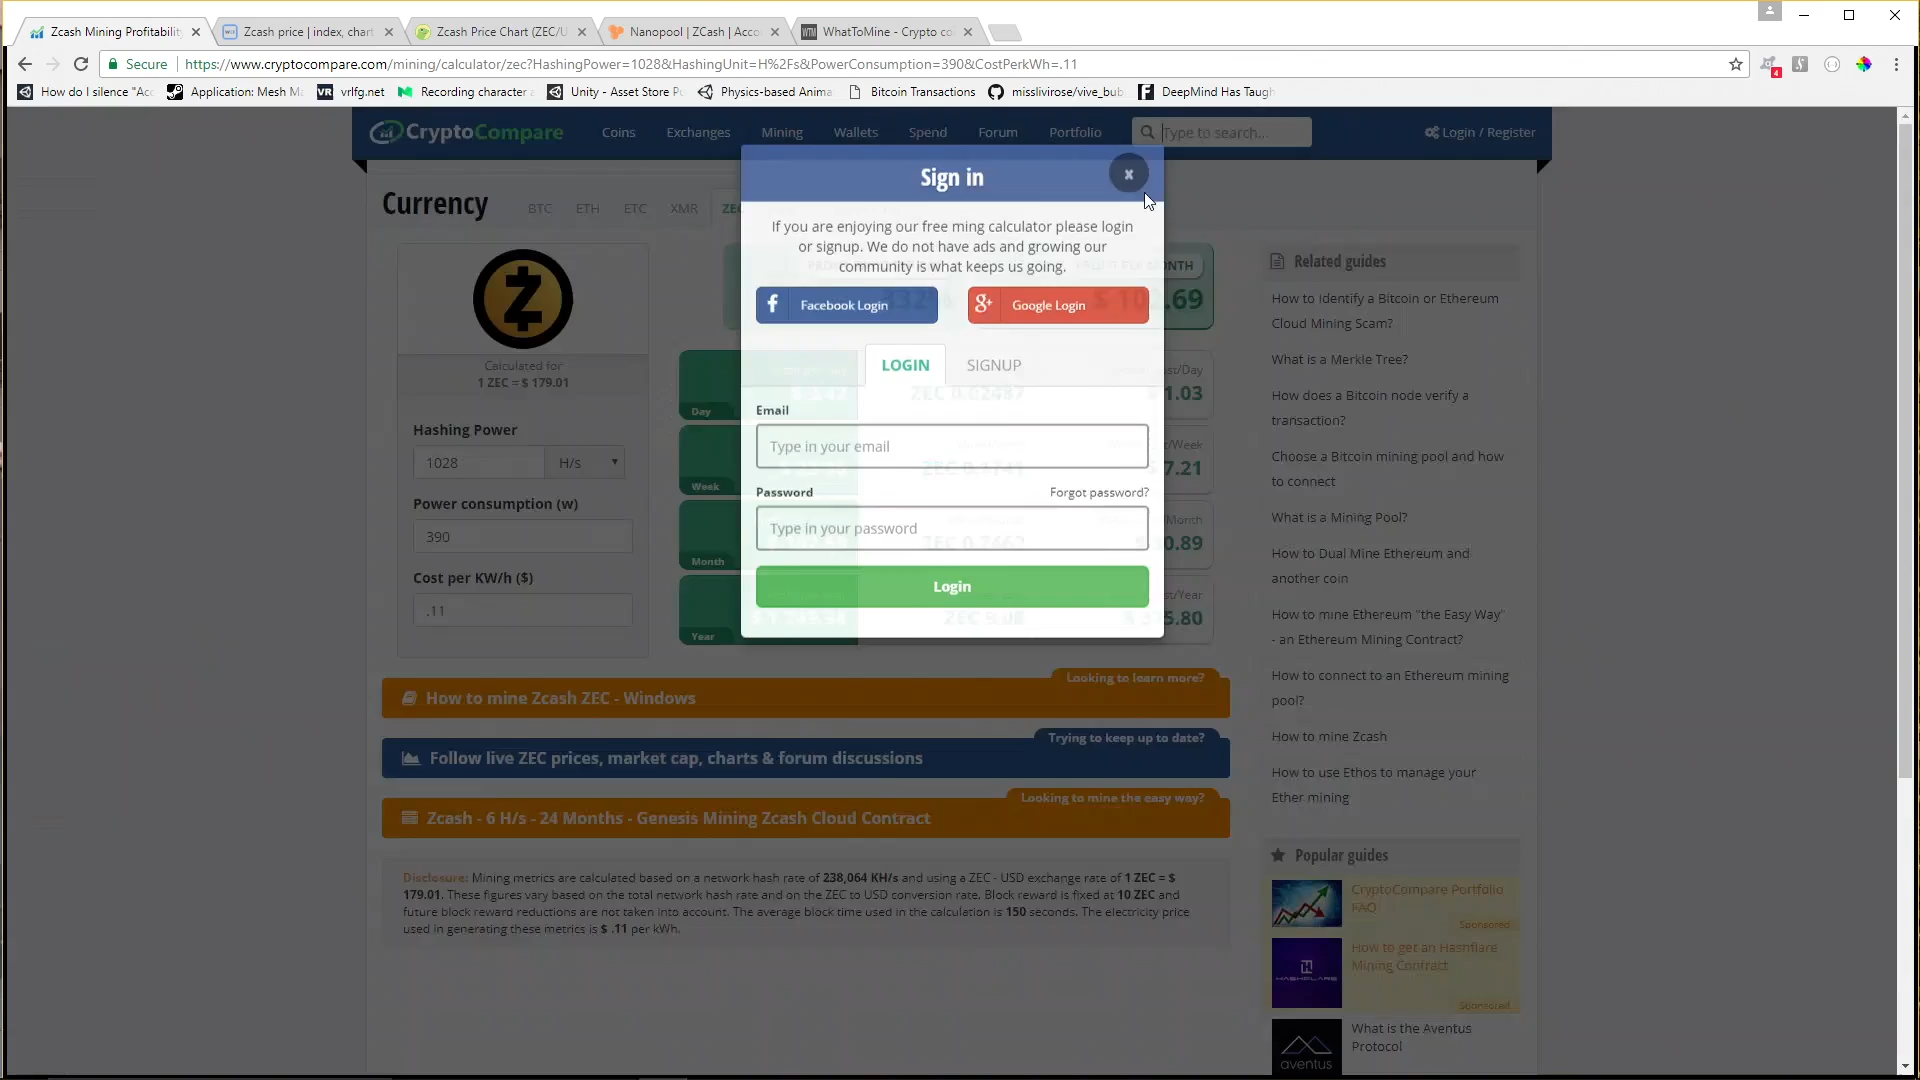 Zcash Mining Profitability
Zcash price | index, chart
Zcash Price Chart (ZEC/U
Nanopool | ZCash | Acco
WhatToMine - Crypto co
Secure
https://www.cryptocompare.com/mining/calculator/zec?HashingPower=1028&HashingUnit=H%2Fs&PowerConsumption=390&CostPerkWh=.11
4
How do I silence "Acc
Application: Mesh Ma
VR vrlfg.net
Recording character a
Unity - Asset Store Pu
Physics-based Anima
Bitcoin Transactions
misslivirose/vive_bub
DeepMind Has Taugh
CryptoCompare
Coins
Exchanges
Mining
Wallets
Spend
Forum
Portfolio
Type to search...
Login / Register
Currency
BTC
ETH
ETC
XMR
ZEC
Calculated for
1 ZEC = $ 179.01
Hashing Power
1028
H/s
Power consumption (w)
390
Cost per KW/h ($)
.11
Sign in
x
If you are enjoying our free ming calculator please login
or signup. We do not have ads and growing our
community is what keeps us going.
Facebook Login
Google Login
LOGIN
SIGNUP
Email
Type in your email
Password
Forgot password?
Type in your password
Login
Day
Week
Month
Year
How to mine Zcash ZEC - Windows
Looking to learn more?
Follow live ZEC prices, market cap, charts & forum discussions
Trying to keep up to date?
Zcash - 6 H/s - 24 Months - Genesis Mining Zcash Cloud Contract
Looking to mine the easy way?
Disclosure: Mining metrics are calculated based on a network hash rate of 238,064 KH/s and using a ZEC - USD exchange rate of 1 ZEC = $
179.01. These figures vary based on the total network hash rate and on the ZEC to USD conversion rate. Block reward is fixed at 10 ZEC and
future block reward reductions are not taken into account. The average block time used in the calculation is 150 seconds. The electricity price
used in generating these metrics is $ .11 per kWh.
Related guides
How to Identify a Bitcoin or Ethereum
Cloud Mining Scam?
What is a Merkle Tree?
How does a Bitcoin node verify a
transaction?
Choose a Bitcoin mining pool and how
to connect
What is a Mining Pool?
How to Dual Mine Ethereum and
another coin
How to mine Ethereum "the Easy Way"
- an Ethereum Mining Contract?
How to connect to an Ethereum mining
pool?
How to mine Zcash
How to use Ethos to manage your
Ether mining
Popular guides
CryptoCompare Portfolio
FAQ
Sponsored
How to get an Hashflare
Mining Contract
HASHFLARE
Sponsored
What is the Aventus
Protocol
aventus